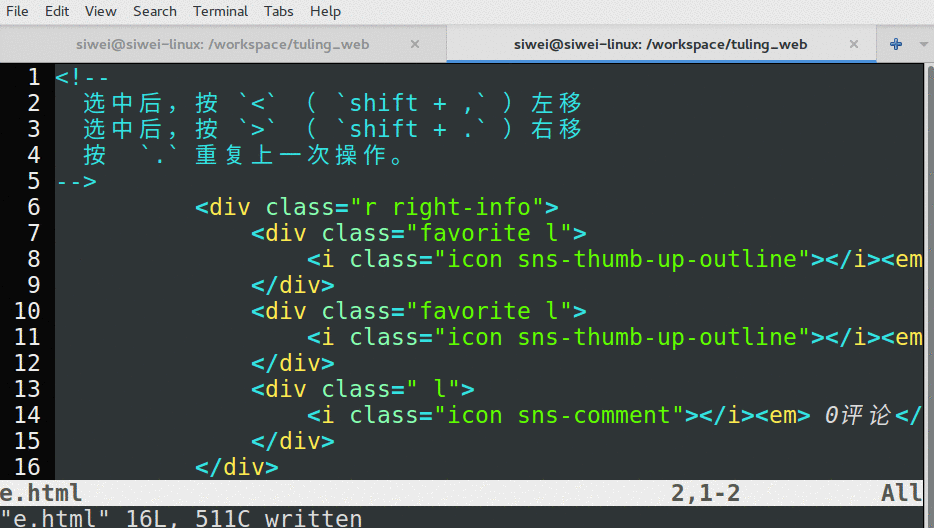 File Edit View Search Terminal Tabs Help
siwei@siwei-linux: /workspace/tuling_web × siwei@siwei-linux: /workspace/tuling_web ×
1 <!--
2   选中后，按 `<` （ `shift + ,` ）左移
3   选中后，按 `>` （ `shift + .` ）右移
4   按  `.` 重复上一次操作。
5 -->
6           <div class="r right-info">
7               <div class="favorite l">
8                   <i class="icon sns-thumb-up-outline"></i><em
9               </div>
10               <div class="favorite l">
11                   <i class="icon sns-thumb-up-outline"></i><em
12               </div>
13               <div class=" l">
14                   <i class="icon sns-comment"></i><em> 0评论</
15               </div>
16           </div>
e.html 2,1-2 All
"e.html" 16L, 511C written